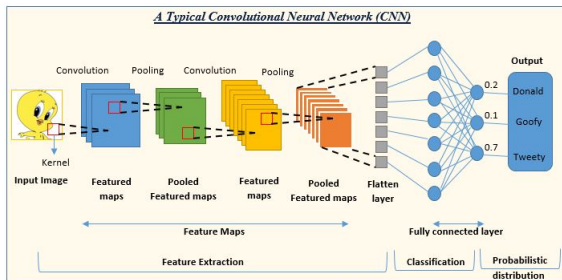 A Typical Convolutional Neural Network (CNN)
Convolution
Pooling
Convolution
Pooling
Kernel
Input Image
Featured
maps
Pooled
Featured maps
Featured
maps
Pooled
Featured maps
Flatten
layer
0.2
0.1
0.7
Output
Donald
Goofy
Tweety
Feature Maps
Fully connected layer
Feature Extraction
Classification
Probabilistic
distribution